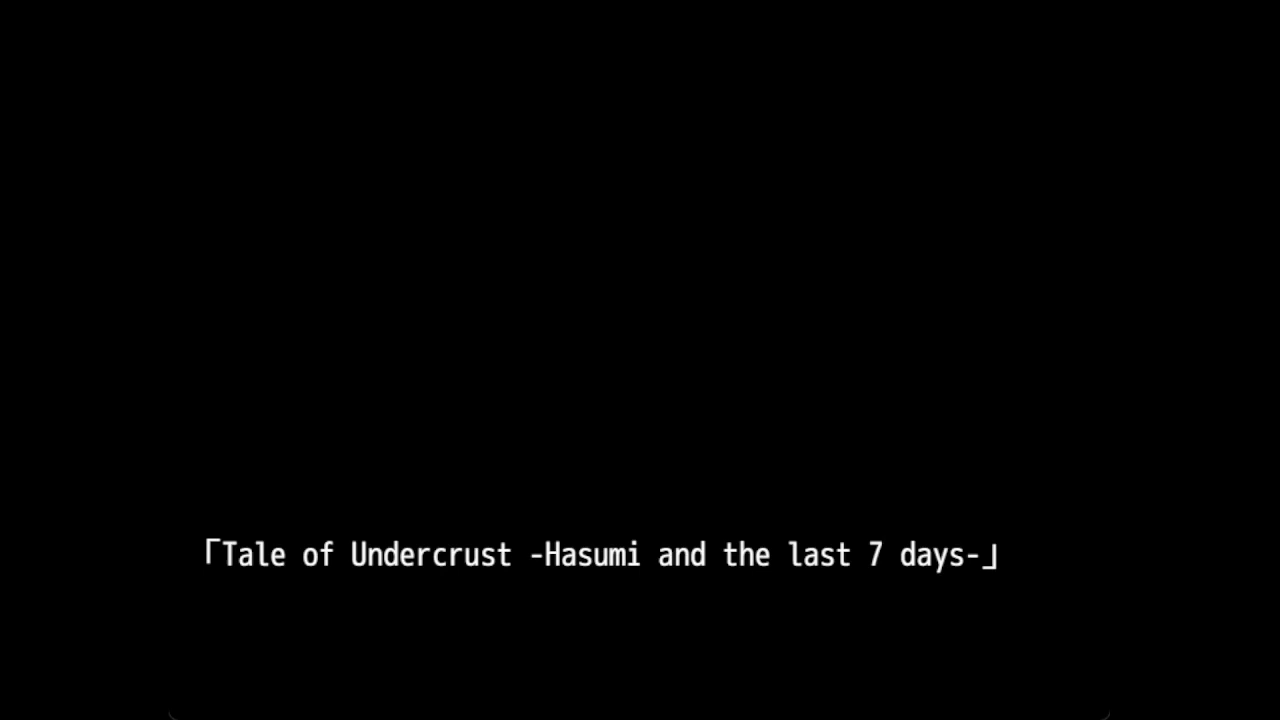 「Tale of Undercrust -Hasumi and the last 7 days-」